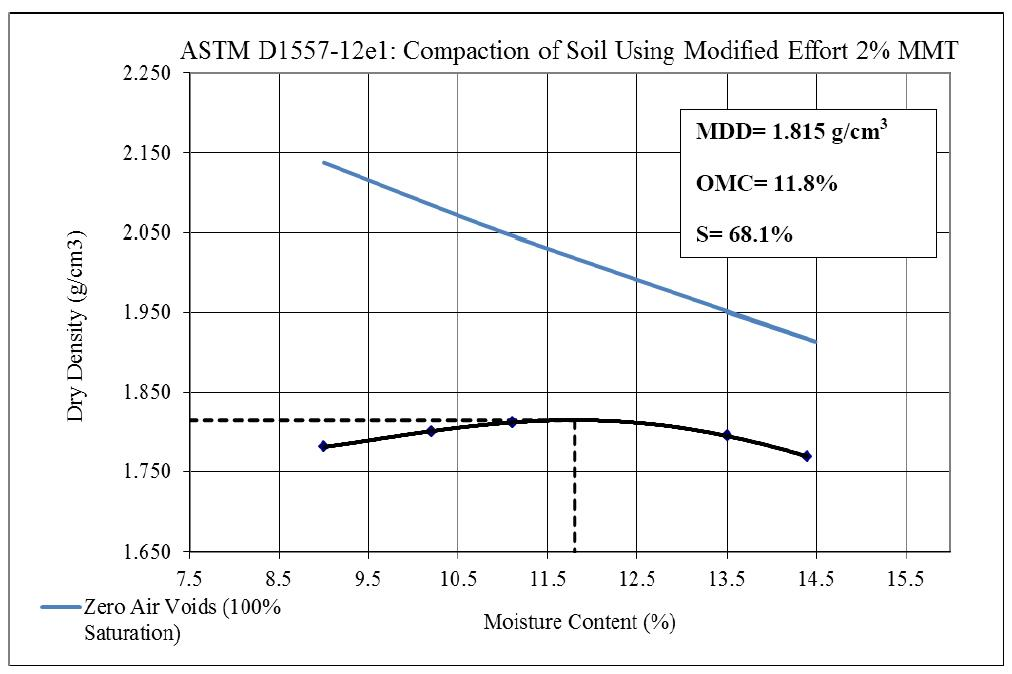 ASTM D1557-12e1: Compaction of Soil Using Modified Effort 2% MMT
2.250
2.150
2.050
1.950
1.850
1.750
1.650
Dry Density (g/cm3)
MDD= 1.815 g/cm³
OMC= 11.8%
S= 68.1%
7.5 8.5 9.5 10.5 11.5 12.5 13.5 14.5 15.5
Moisture Content (%)
Zero Air Voids (100%
Saturation)